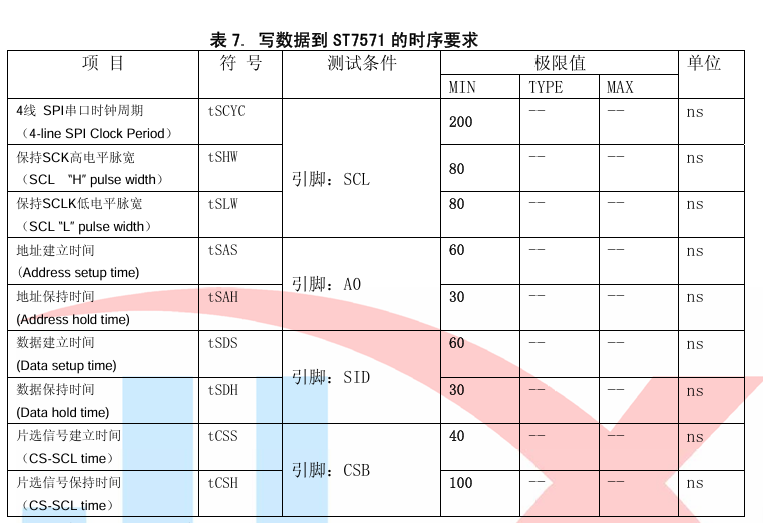 表 7. 写数据到 ST7571 的时序要求
项 目 符 号 测试条件 极限值 单位
MIN TYPE MAX
4线 SPI串口时钟周期 tSCYC 引脚: SCL 200 -- -- ns
（4-line SPI Clock Period）
保持SCK高电平脉宽 tSHW 80 -- -- ns
（SCL "H" pulse width）
保持SCLK低电平脉宽 tSLW 80 -- -- ns
（SCL "L" pulse width）
地址建立时间 tSAS 引脚: A0 60 -- -- ns
(Address setup time)
地址保持时间 tSAH 30 -- -- ns
(Address hold time)
数据建立时间 tSDS 引脚: SID 60 -- -- ns
(Data setup time)
数据保持时间 tSDH 30 -- -- ns
(Data hold time)
片选信号建立时间 tCSS 引脚: CSB 40 -- -- ns
（CS-SCL time）
片选信号保持时间 tCSH 100 -- -- ns
（CS-SCL time）